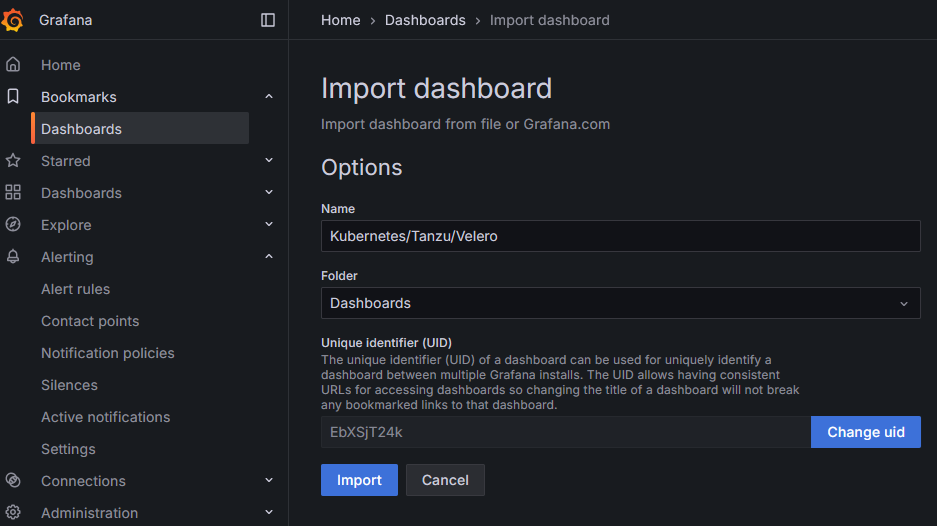 Grafana
Home › Dashboards › Import dashboard
Home
Bookmarks
Dashboards
Starred
Dashboards
Explore
Alerting
Alert rules
Contact points
Notification policies
Silences
Active notifications
Settings
Connections
Administration
Import dashboard
Import dashboard from file or Grafana.com
Options
Name
Kubernetes/Tanzu/Velero
Folder
Dashboards
Unique identifier (UID)
The unique identifier (UID) of a dashboard can be used for uniquely identify a
dashboard between multiple Grafana installs. The UID allows having consistent
URLs for accessing dashboards so changing the title of a dashboard will not break
any bookmarked links to that dashboard.
EbXSjT24k
Change uid
Import
Cancel